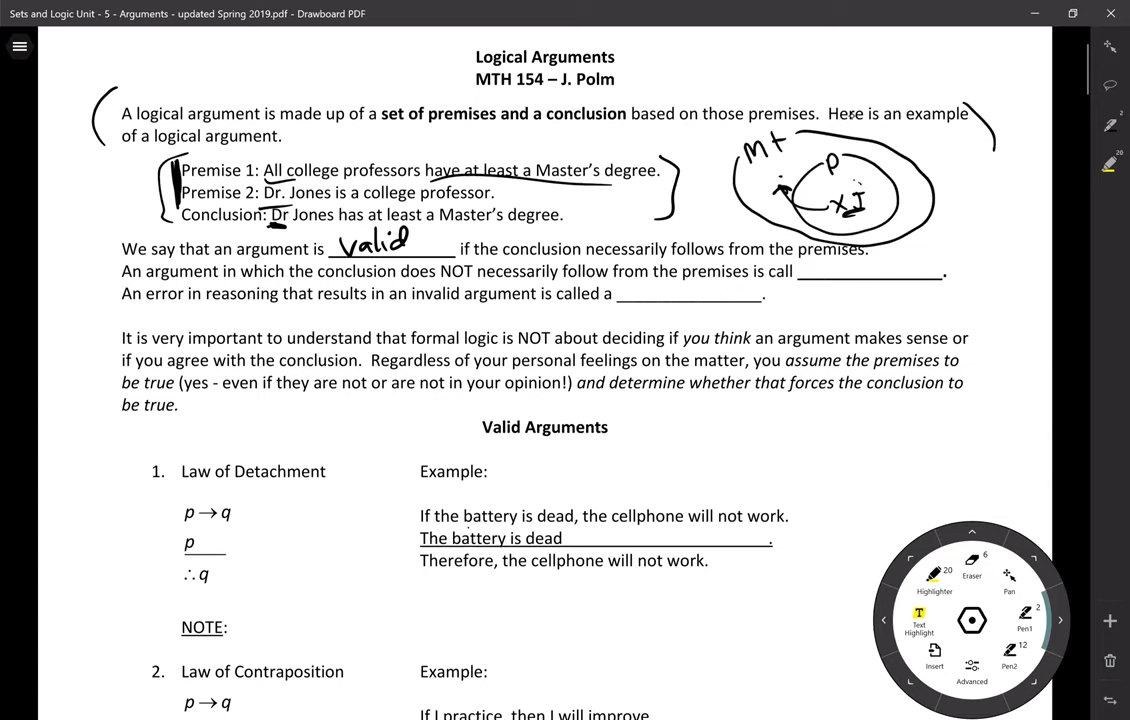 Sets and Logic Unit - 5 - Arguments - updated Spring 2019.pdf - Drawboard PDF
Logical Arguments
MTH 154 – J. Polm
A logical argument is made up of a set of premises and a conclusion based on those premises. Here is an example
of a logical argument.
M+
P
Premise 1: All college professors have at least a Master's degree.
Premise 2: Dr. Jones is a college professor.
x J
Conclusion: Dr Jones has at least a Master's degree.
We say that an argument is valid if the conclusion necessarily follows from the premises.
An argument in which the conclusion does NOT necessarily follow from the premises is call ________________.
An error in reasoning that results in an invalid argument is called a ________________.
It is very important to understand that formal logic is NOT about deciding if you think an argument makes sense or
if you agree with the conclusion. Regardless of your personal feelings on the matter, you assume the premises to
be true (yes - even if they are not or are not in your opinion!) and determine whether that forces the conclusion to
be true.
Valid Arguments
1. Law of Detachment Example:
p → q If the battery is dead, the cellphone will not work.
p The battery is dead .
∴ q Therefore, the cellphone will not work.
NOTE:
2. Law of Contraposition Example:
p → q If I practice, then I will improve.
6
Eraser
20
Highlighter
Pan
Text
Highlight
2
Pen1
Insert
12
Pen2
Advanced
2
20